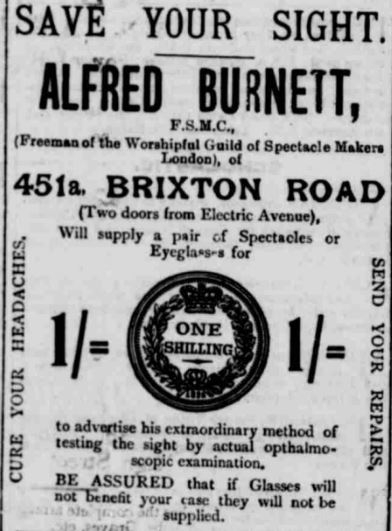 SAVE YOUR SIGHT.
ALFRED BURNETT,
F.S.M.C.,
(Freeman of the Worshipful Guild of Spectacle Makers
London), of
451a. BRIXTON ROAD
(Two doors from Electric Avenue),
Will supply a pair of Spectacles or
Eyeglasses for
CURE YOUR HEADACHES.
1/=
ONE
SHILLING
1/=
SEND YOUR REPAIRS.
to advertise his extraordinary method of
testing the sight by actual opthalmo-
scopic examination.
BE ASSURED that if Glasses will
not benefit your case they will not be
supplied.